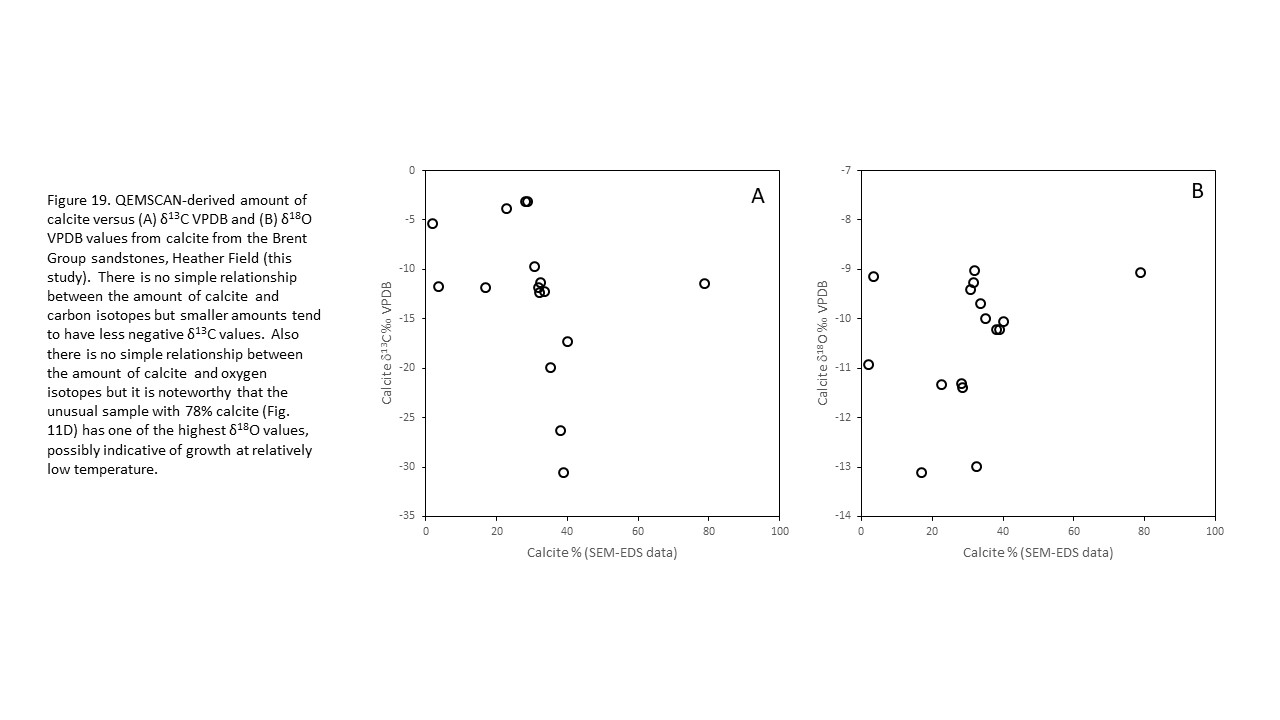 Figure 19. QEMSCAN-derived amount of
calcite versus (A) δ¹³C VPDB and (B) δ¹⁸O
VPDB values from calcite from the Brent
Group sandstones, Heather Field (this
study). There is no simple relationship
between the amount of calcite and
carbon isotopes but smaller amounts tend
to have less negative δ¹³C values. Also
there is no simple relationship between
the amount of calcite and oxygen
isotopes but it is noteworthy that the
unusual sample with 78% calcite (Fig.
11D) has one of the highest δ¹⁸O values,
possibly indicative of growth at relatively
low temperature.
A
Calcite δ¹³C‰ VPDB
0
-5
-10
-15
-20
-25
-30
-35
0 20 40 60 80 100
Calcite % (SEM-EDS data)
B
Calcite δ¹⁸O‰ VPDB
-7
-8
-9
-10
-11
-12
-13
-14
0 20 40 60 80 100
Calcite % (SEM-EDS data)